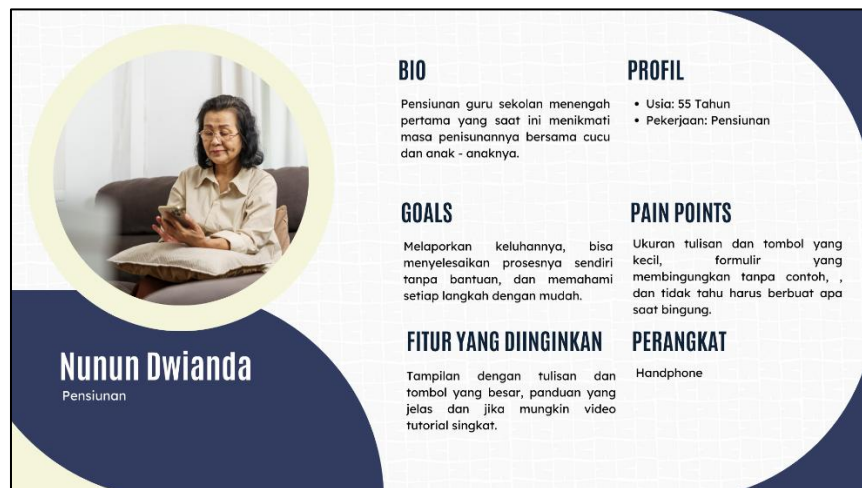 BIO
Pensiunan guru sekolan menengah
pertama yang saat ini menikmati
masa penisunannya bersama cucu
dan anak - anaknya.
PROFIL
• Usia: 55 Tahun
• Pekerjaan: Pensiunan
GOALS
Melaporkan keluhannya, bisa
menyelesaikan prosesnya sendiri
tanpa bantuan, dan memahami
setiap langkah dengan mudah.
PAIN POINTS
Ukuran tulisan dan tombol yang
kecil, formulir yang
membingungkan tanpa contoh, ,
dan tidak tahu harus berbuat apa
saat bingung.
FITUR YANG DIINGINKAN
Tampilan dengan tulisan dan
tombol yang besar, panduan yang
jelas dan jika mungkin video
tutorial singkat.
PERANGKAT
Handphone
Nunun Dwianda
Pensiunan